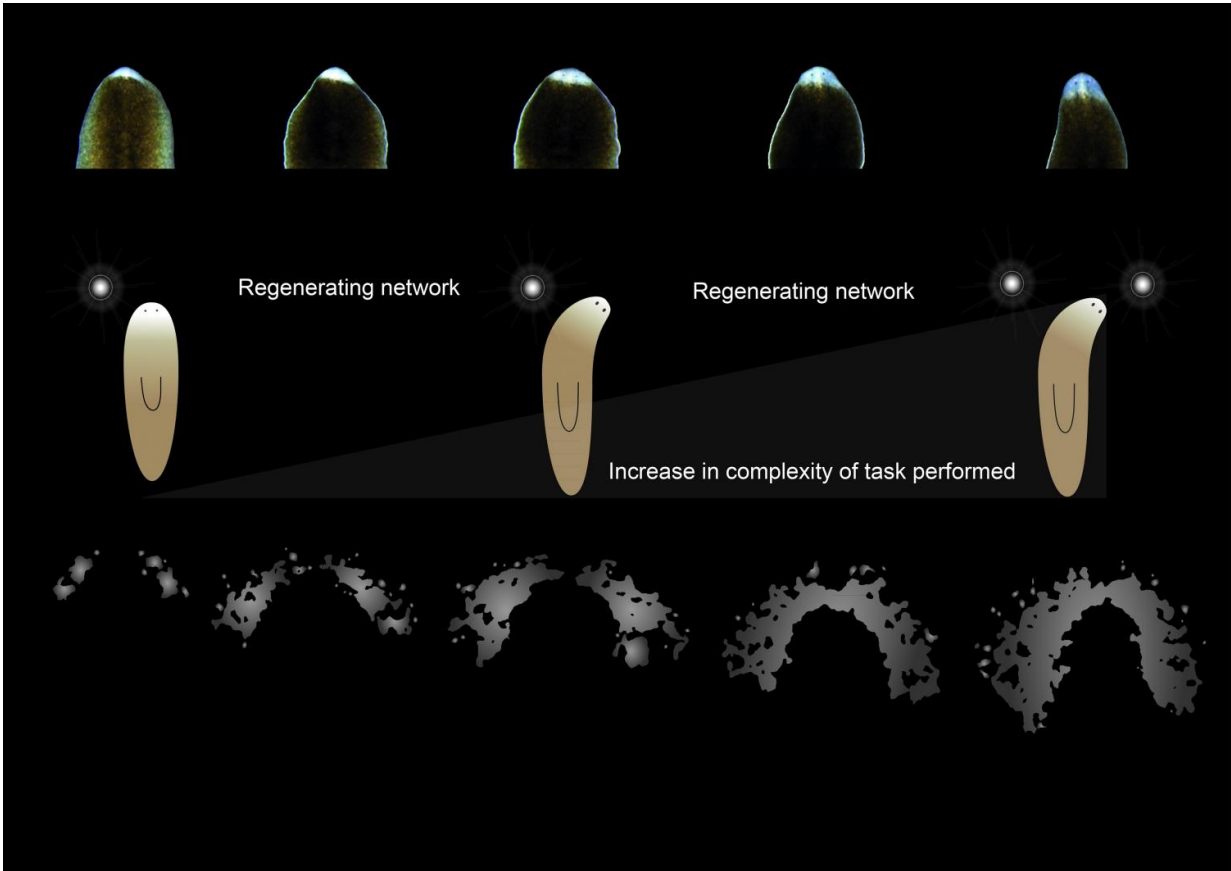 Regenerating network
Regenerating network
Increase in complexity of task performed